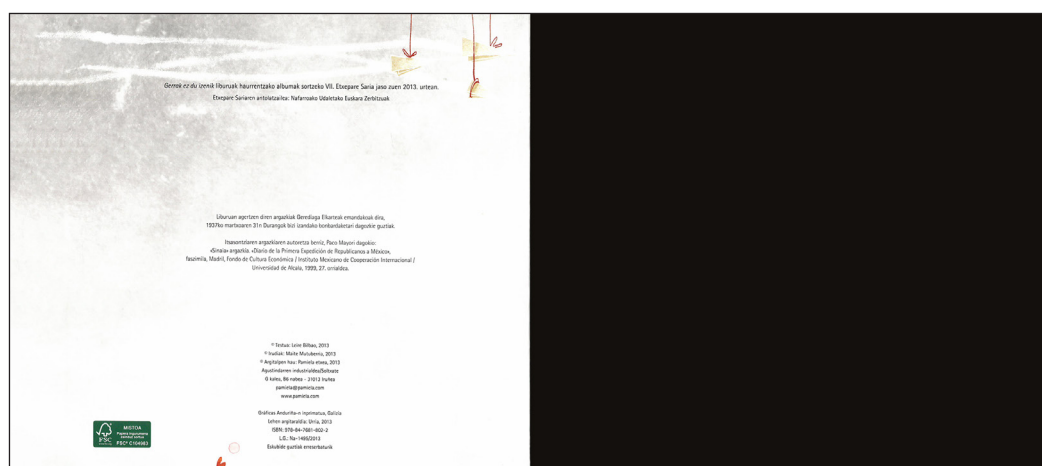 Gerrak ez du izenik liburuak haurrentzako albumak sortzeko VII. Etxepare Saria jaso zuen 2013. urtean.
Etxepare Sariaren antolatzailea: Nafarroako Udaletako Euskara Zerbitzuak
Liburuan agertzen diren argazkiak Gerediaga Elkarteak emandakoak dira,
1937ko martxoaren 31n Durangok bizi izandako bonbardaketari dagozkie guztiak.
Itsasontziaren argazkiaren autoretza berriz, Paco Mayori dagokio:
«Sinaia» argazkia. «Diario de la Primera Expedición de Republicanos a México»,
faszimila, Madril, Fondo de Cultura Económica / Instituto Mexicano de Cooperación Internacional /
Universidad de Alcala, 1999, 37. orrialdea.
© Testua: Leire Bilbao, 2013
© Irudiak: Maite Mutuberria, 2013
© Argitalpen hau: Pamiela etxea, 2013
Agustindarren industrialdea/Soltxate
G kalea, B6 nabea - 31013 Iruñea
pamiela@pamiela.com
www.pamiela.com
Gráficas Anduriña-n inprimatua, Galizia
Lehen argitaraldia: Urria, 2013
ISBN: 978-84-7681-802-2
L.G.: Na-1495/2013
Eskubide guztiak erreserbaturik
FSC
MISTOA
FSC® C104983